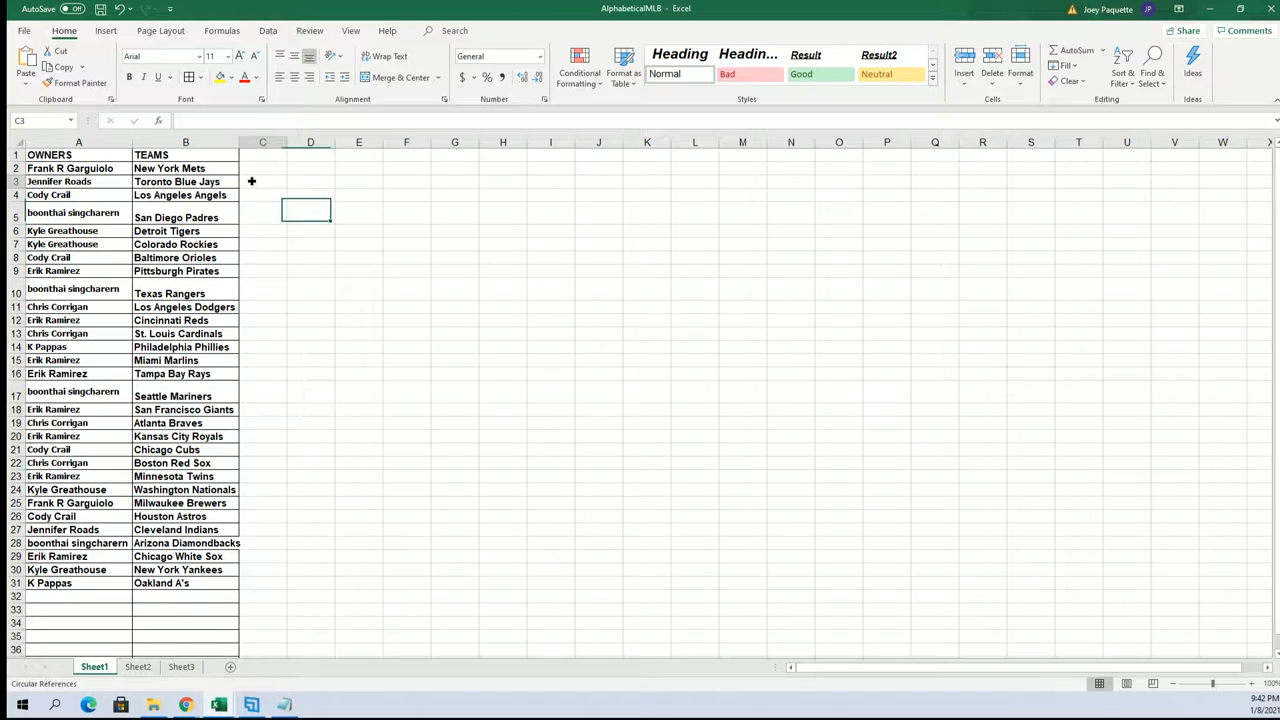 AutoSave Off AlphabeticalMLB - Excel Joey Paquette JP
File Home Insert Page Layout Formulas Data Review View Help Search Share Comments
Paste Cut Copy Format Painter Clipboard
Arial 11 Font
Wrap Text Merge & Center Alignment
General Number
Conditional Formatting Format as Table
Heading Headin... Result Result2
Normal Bad Good Neutral
Styles
Insert Delete Format Cells
AutoSum Fill Clear Sort & Filter Find & Select Editing
Ideas Ideas
C3
A B C D E F G H I J K L M N O P Q R S T U V W
1 OWNERS TEAMS
2 Frank R Garguiolo New York Mets
3 Jennifer Roads Toronto Blue Jays
4 Cody Crail Los Angeles Angels
5 boonthai singcharern San Diego Padres
6 Kyle Greathouse Detroit Tigers
7 Kyle Greathouse Colorado Rockies
8 Cody Crail Baltimore Orioles
9 Erik Ramirez Pittsburgh Pirates
10 boonthai singcharern Texas Rangers
11 Chris Corrigan Los Angeles Dodgers
12 Erik Ramirez Cincinnati Reds
13 Chris Corrigan St. Louis Cardinals
14 K Pappas Philadelphia Phillies
15 Erik Ramirez Miami Marlins
16 Erik Ramirez Tampa Bay Rays
17 boonthai singcharern Seattle Mariners
18 Erik Ramirez San Francisco Giants
19 Chris Corrigan Atlanta Braves
20 Erik Ramirez Kansas City Royals
21 Cody Crail Chicago Cubs
22 Chris Corrigan Boston Red Sox
23 Erik Ramirez Minnesota Twins
24 Kyle Greathouse Washington Nationals
25 Frank R Garguiolo Milwaukee Brewers
26 Cody Crail Houston Astros
27 Jennifer Roads Cleveland Indians
28 boonthai singcharern Arizona Diamondbacks
29 Erik Ramirez Chicago White Sox
30 Kyle Greathouse New York Yankees
31 K Pappas Oakland A's
32
33
34
35
36
Sheet1 Sheet2 Sheet3
Circular References 100%
9:42 PM
1/8/2021